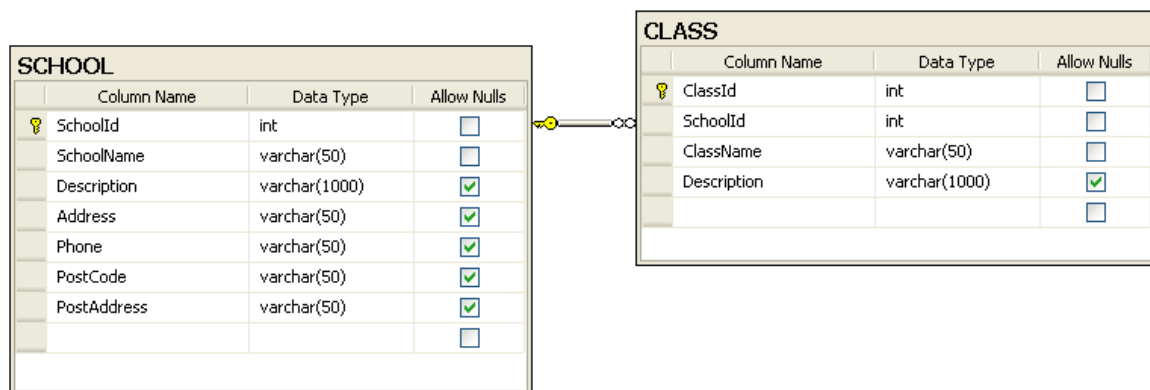 SCHOOL
Column Name Data Type Allow Nulls
SchoolId int
SchoolName varchar(50)
Description varchar(1000)
Address varchar(50)
Phone varchar(50)
PostCode varchar(50)
PostAddress varchar(50)
CLASS
Column Name Data Type Allow Nulls
ClassId int
SchoolId int
ClassName varchar(50)
Description varchar(1000)